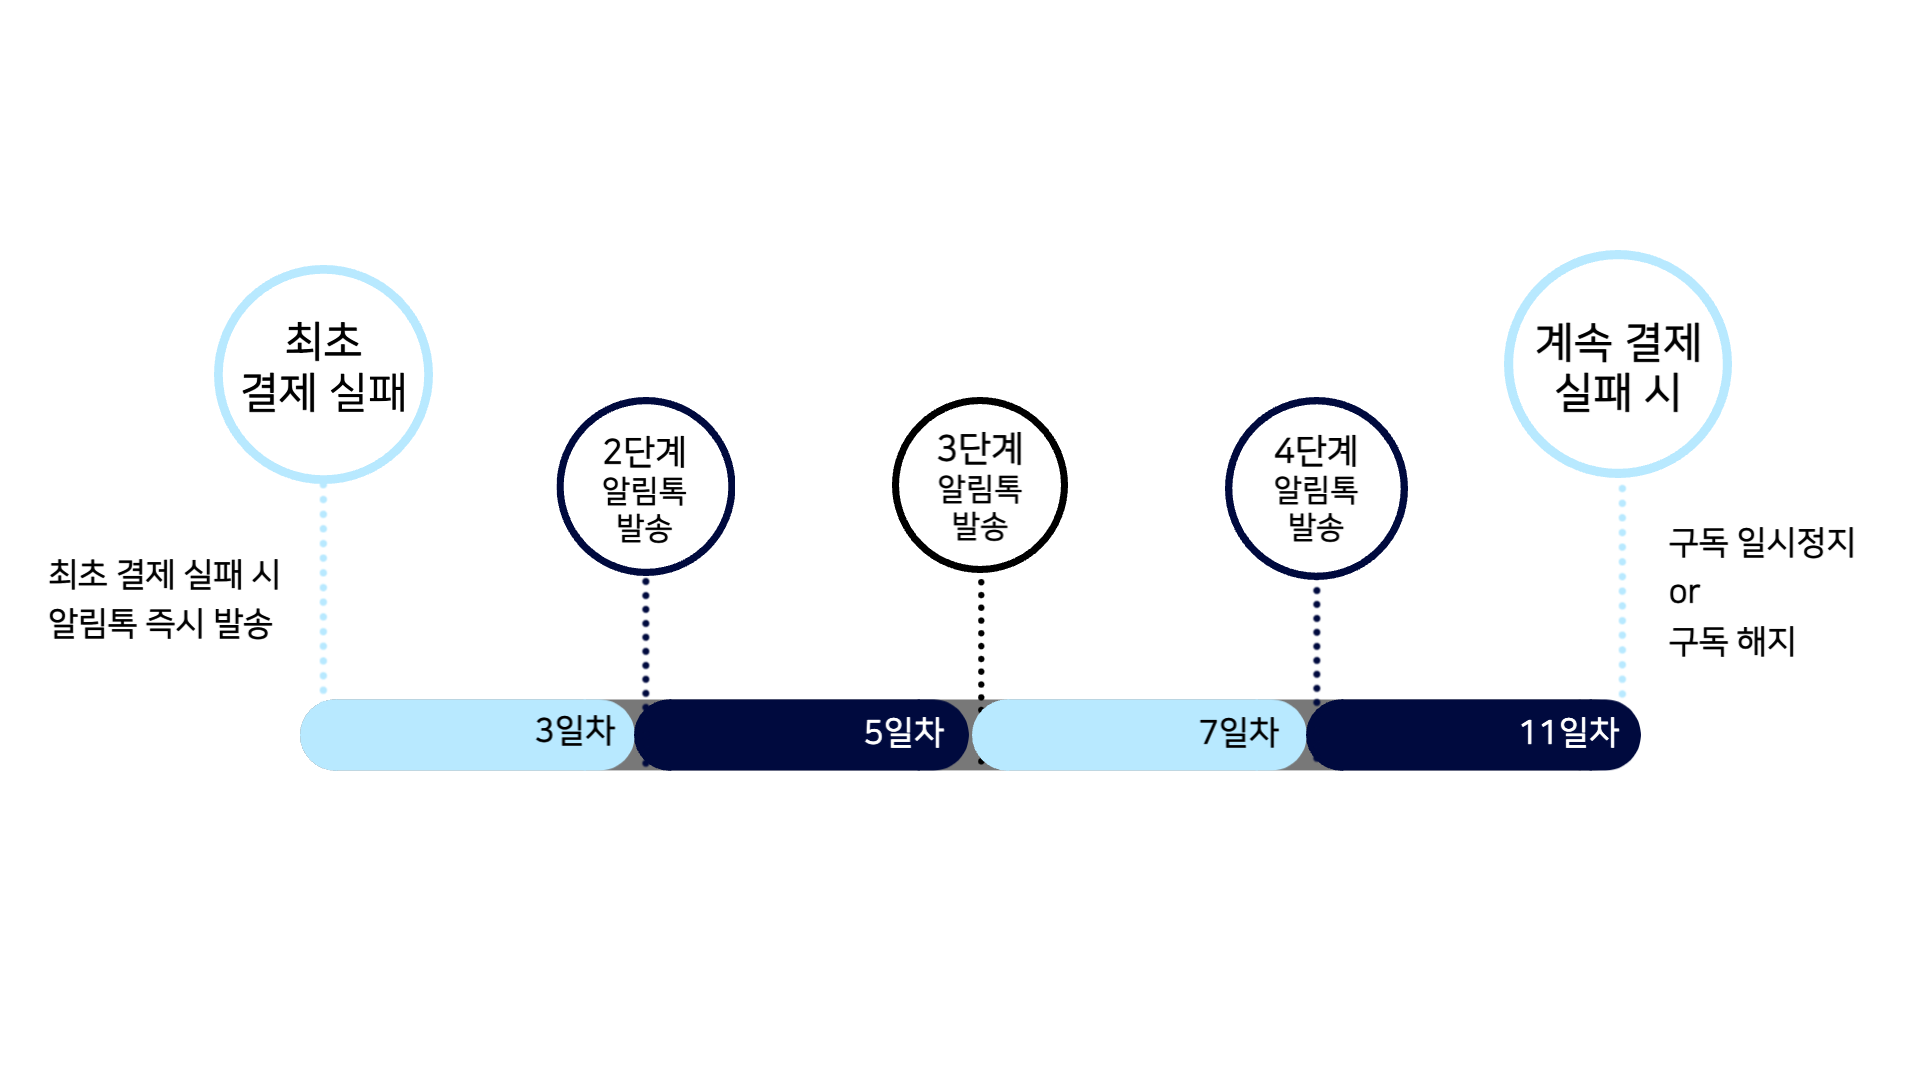 최초
결제 실패
최초 결제 실패 시
알림톡 즉시 발송
2단계
알림톡
발송
3단계
알림톡
발송
4단계
알림톡
발송
계속 결제
실패 시
구독 일시정지
or
구독 해지
3일차
5일차
7일차
11일차